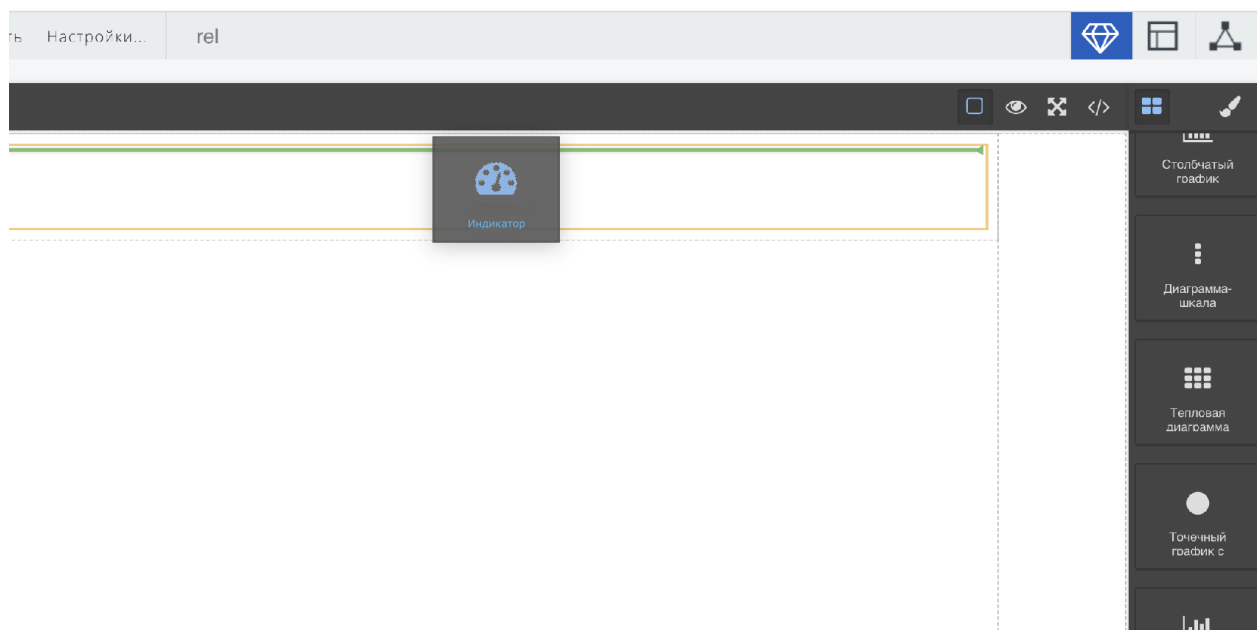 ть Настройки... rel
Индикатор
Столбчатый
график
Диаграмма-
шкала
Тепловая
диаграмма
Точечный
график с